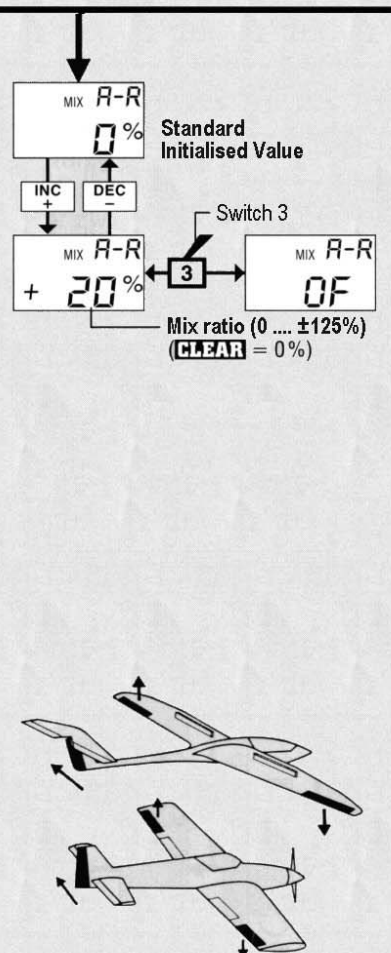 MIX A-R
0%
Standard
Initialised Value
INC
+
DEC
−
Switch 3
MIX A-R
+ 20%
3
MIX A-R
OF
Mix ratio (0 .... ±125%)
(CLEAR = 0%)